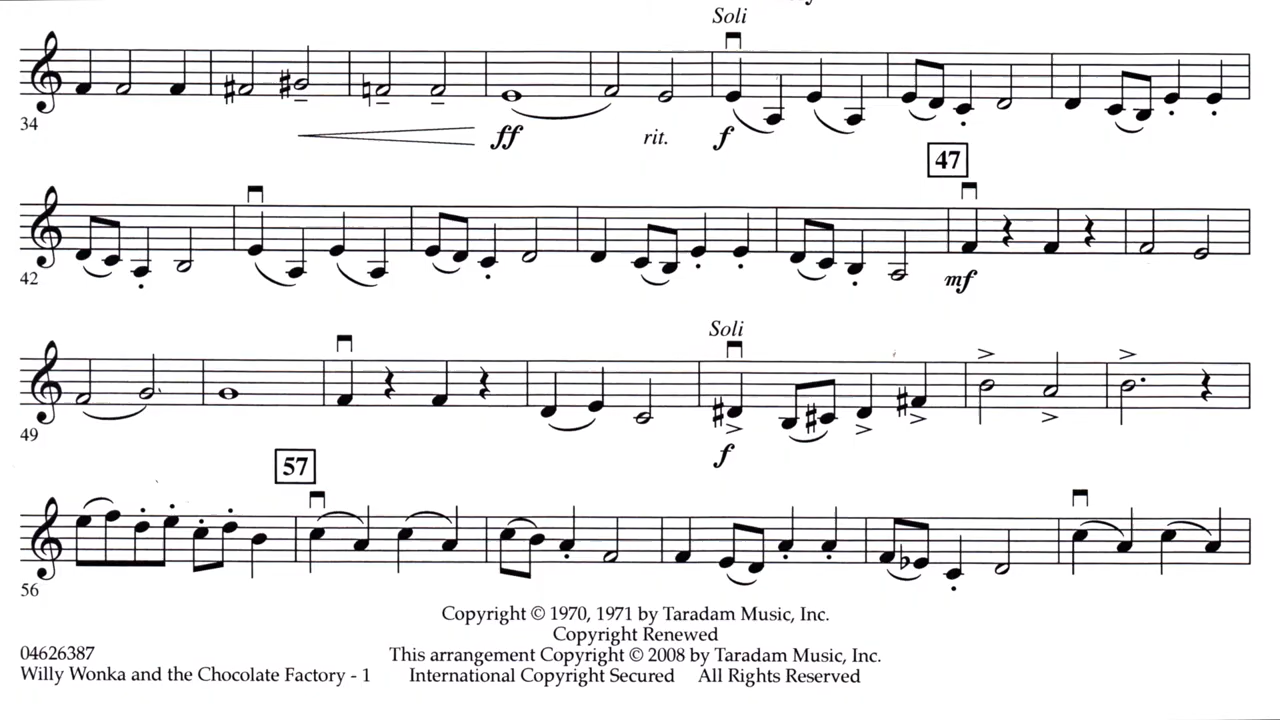 Soli
34
ff
rit.
f
47
42
mf
Soli
49
f
57
56
Copyright © 1970, 1971 by Taradam Music, Inc.
Copyright Renewed
04626387
This arrangement Copyright © 2008 by Taradam Music, Inc.
Willy Wonka and the Chocolate Factory - 1
International Copyright Secured All Rights Reserved